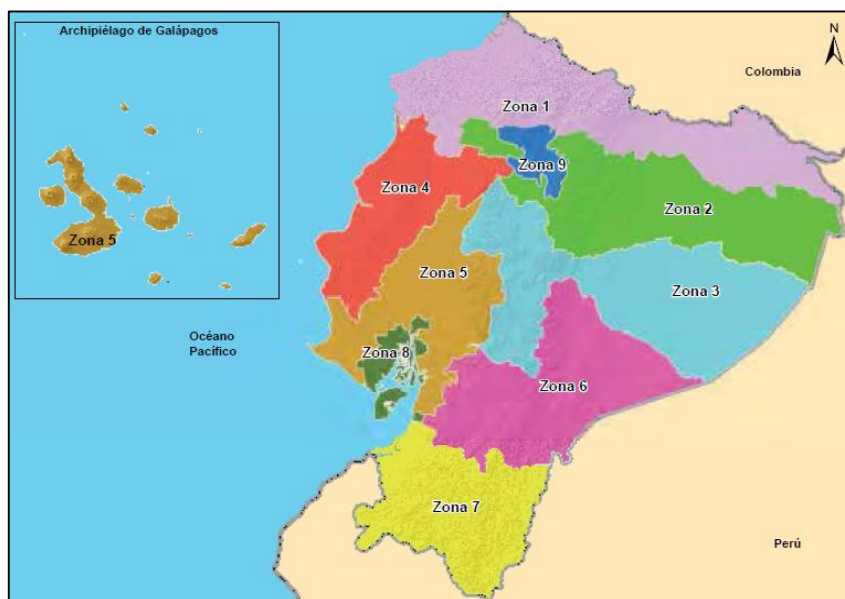 Archipiélago de Galápagos
N
Colombia
Zona 1
Zona 9
Zona 4
Zona 2
Zona 5
Zona 5
Zona 3
Océano
Pacífico
Zona 8
Zona 6
Zona 7
Perú